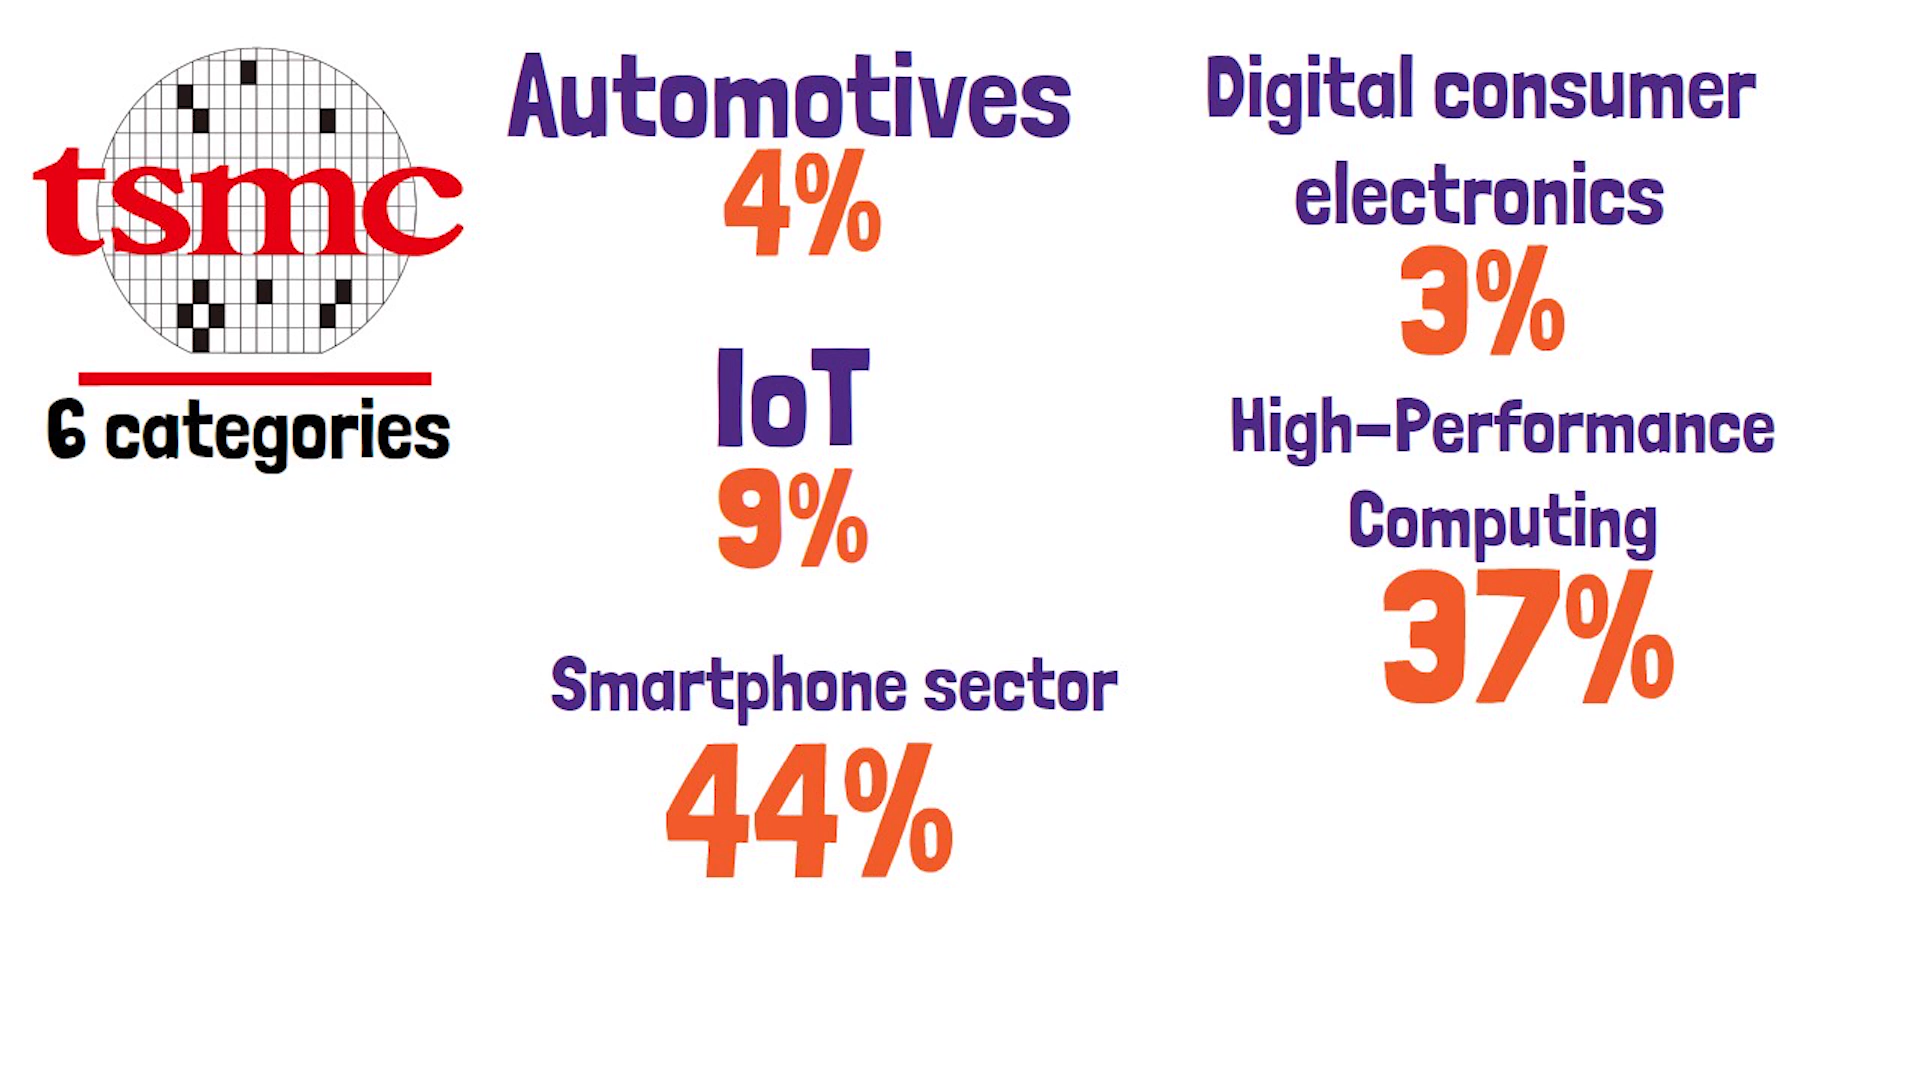 tsmc
6 categories
Automotives
4%
IoT
9%
Smartphone sector
44%
Digital consumer
electronics
3%
High-Performance
Computing
37%